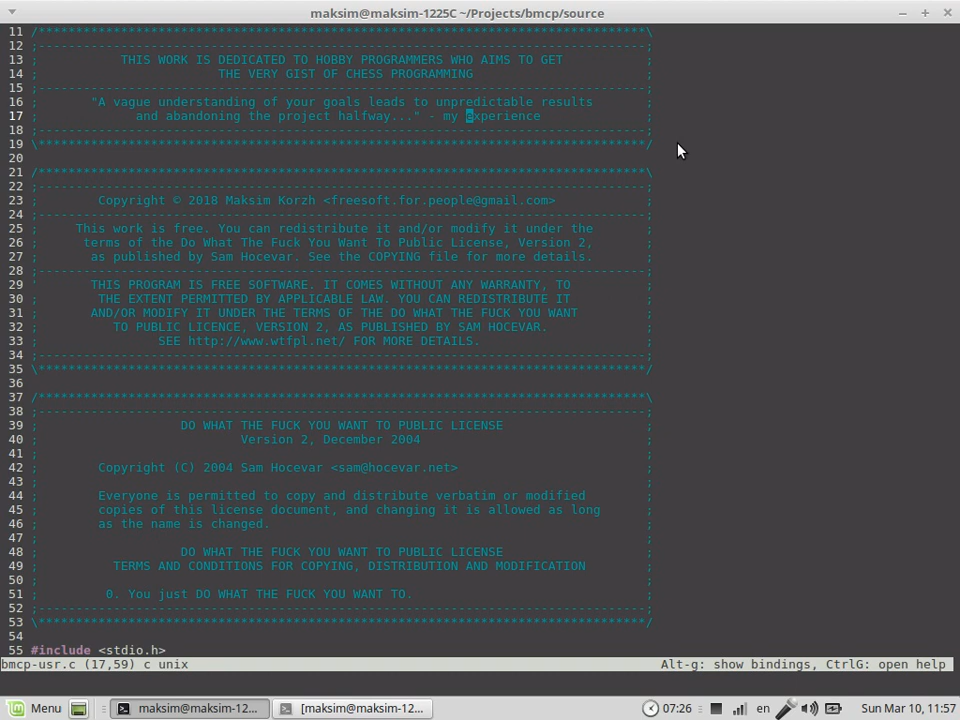 maksim@maksim-1225C ~/Projects/bmcp/source
11 /**********************************************************************************\
12 ;----------------------------------------------------------------------------------;
13 ; THIS WORK IS DEDICATED TO HOBBY PROGRAMMERS WHO AIMS TO GET ;
14 ; THE VERY GIST OF CHESS PROGRAMMING ;
15 ;----------------------------------------------------------------------------------;
16 ; "A vague understanding of your goals leads to unpredictable results ;
17 ; and abandoning the project halfway..." - my experience ;
18 ;----------------------------------------------------------------------------------;
19 \**********************************************************************************/
20
21 /**********************************************************************************\
22 ;----------------------------------------------------------------------------------;
23 ; Copyright © 2018 Maksim Korzh <freesoft.for.people@gmail.com> ;
24 ;----------------------------------------------------------------------------------;
25 ; This work is free. You can redistribute it and/or modify it under the ;
26 ; terms of the Do What The Fuck You Want To Public License, Version 2, ;
27 ; as published by Sam Hocevar. See the COPYING file for more details. ;
28 ;----------------------------------------------------------------------------------;
29 ' THIS PROGRAM IS FREE SOFTWARE. IT COMES WITHOUT ANY WARRANTY, TO ;
30 ; THE EXTENT PERMITTED BY APPLICABLE LAW. YOU CAN REDISTRIBUTE IT ;
31 ; AND/OR MODIFY IT UNDER THE TERMS OF THE DO WHAT THE FUCK YOU WANT ;
32 ; TO PUBLIC LICENCE, VERSION 2, AS PUBLISHED BY SAM HOCEVAR. ;
33 ; SEE http://www.wtfpl.net/ FOR MORE DETAILS. ;
34 ;----------------------------------------------------------------------------------;
35 \**********************************************************************************/
36
37 /**********************************************************************************\
38 ;----------------------------------------------------------------------------------;
39 ; DO WHAT THE FUCK YOU WANT TO PUBLIC LICENSE ;
40 ; Version 2, December 2004 ;
41 ; ;
42 ; Copyright (C) 2004 Sam Hocevar <sam@hocevar.net> ;
43 ; ;
44 ; Everyone is permitted to copy and distribute verbatim or modified ;
45 ; copies of this license document, and changing it is allowed as long ;
46 ; as the name is changed. ;
47 ; ;
48 ; DO WHAT THE FUCK YOU WANT TO PUBLIC LICENSE ;
49 ; TERMS AND CONDITIONS FOR COPYING, DISTRIBUTION AND MODIFICATION ;
50 ; ;
51 ; 0. You just DO WHAT THE FUCK YOU WANT TO. ;
52 ;----------------------------------------------------------------------------------;
53 \**********************************************************************************/
54
55 #include <stdio.h>
bmcp-usr.c (17,59) c unix Alt-g: show bindings, CtrlG: open help
Menu maksim@maksim-12... [maksim@maksim-12... 07:26 en Sun Mar 10, 11:57